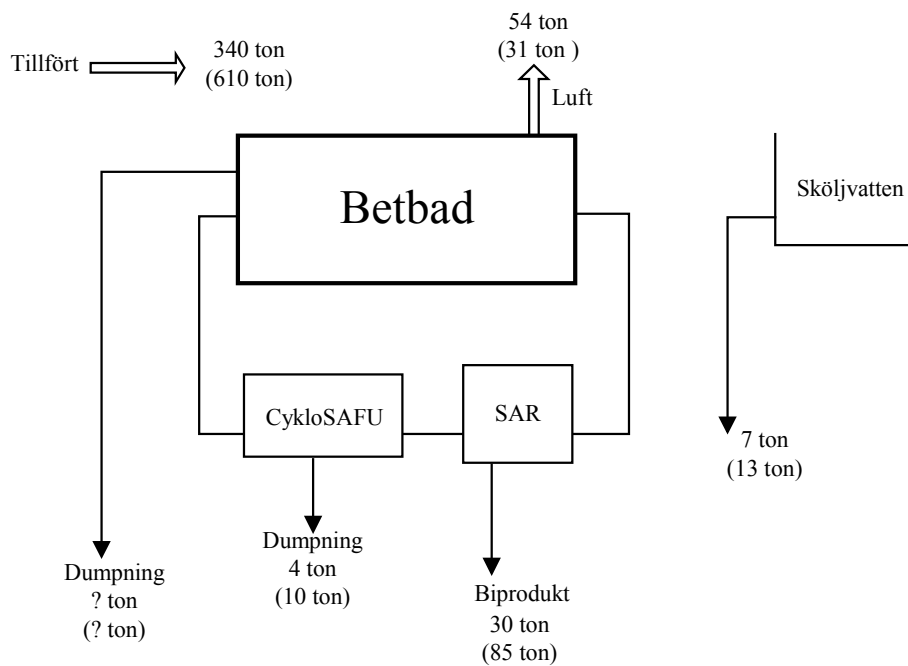 Tillfört
340 ton
(610 ton)
54 ton
(31 ton )
Luft
Betbad
Sköljvatten
CykloSAFU
SAR
7 ton
(13 ton)
Dumpning
? ton
(? ton)
Dumpning
4 ton
(10 ton)
Biprodukt
30 ton
(85 ton)